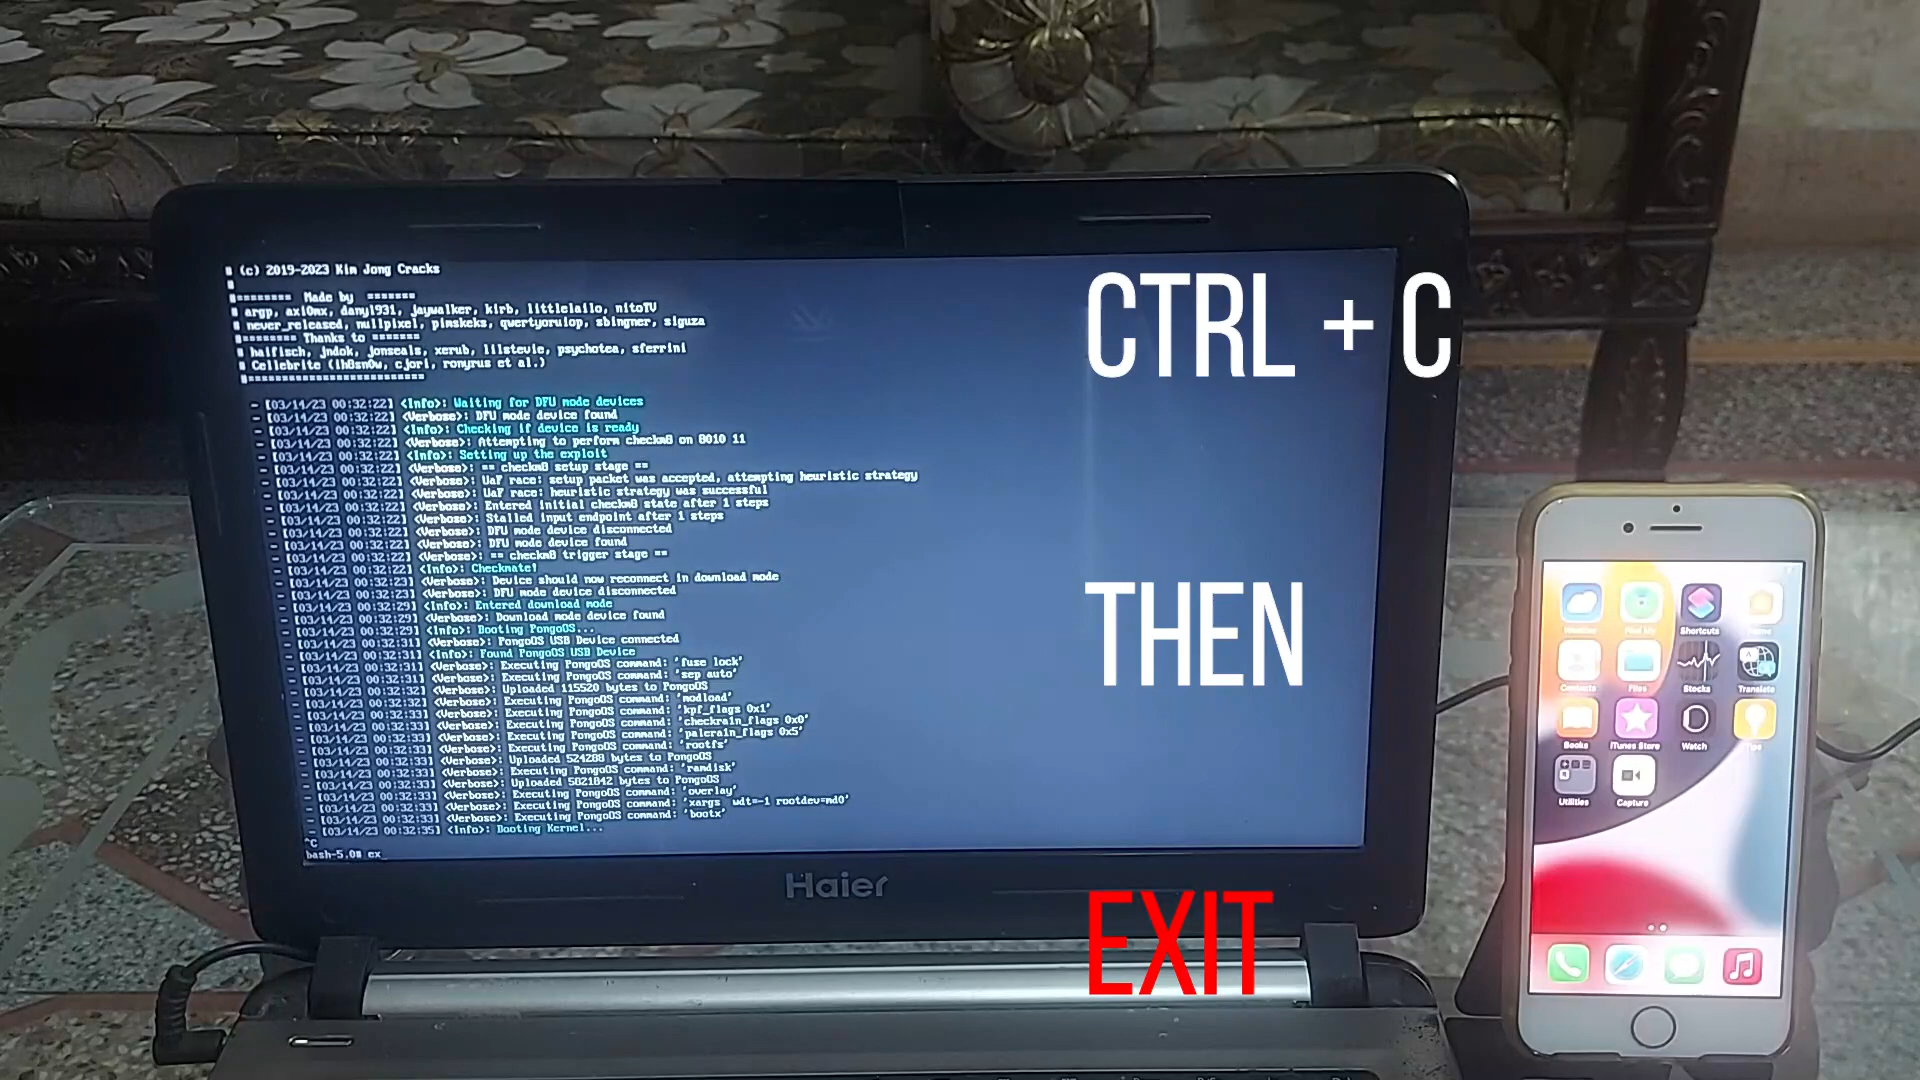 # (c) 2019-2023 Kim Jong Cracks
#
#======== Made by =======
# argp, axi0mx, danyl931, jaywalker, kirb, littlelailo, nitoTV
# never_released, nullpixel, pimskeks, qwertyoruiop, sbingner, siguza
#======== Thanks to =======
# haifisch, jndok, jonseals, xerub, lilstevie, psychotea, sferrini
# Cellebrite (ih8sn0w, cjori, ronyrus et al.)
#==========================
- [03/14/23 00:32:22] <Info>: Waiting for DFU mode devices
- [03/14/23 00:32:22] <Verbose>: DFU mode device found
- [03/14/23 00:32:22] <Info>: Checking if device is ready
- [03/14/23 00:32:22] <Verbose>: Attempting to perform checkm8 on 8010 11
- [03/14/23 00:32:22] <Info>: Setting up the exploit
- [03/14/23 00:32:22] <Verbose>: == checkm8 setup stage ==
- [03/14/23 00:32:22] <Verbose>: UaF race: setup packet was accepted, attempting heuristic strategy
- [03/14/23 00:32:22] <Verbose>: UaF race: heuristic strategy was successful
- [03/14/23 00:32:22] <Verbose>: Entered initial checkm8 state after 1 steps
- [03/14/23 00:32:22] <Verbose>: Stalled input endpoint after 1 steps
- [03/14/23 00:32:22] <Verbose>: DFU mode device disconnected
- [03/14/23 00:32:22] <Verbose>: DFU mode device found
- [03/14/23 00:32:22] <Verbose>: == checkm8 trigger stage ==
- [03/14/23 00:32:22] <Info>: Checkmate!
- [03/14/23 00:32:23] <Verbose>: Device should now reconnect in download mode
- [03/14/23 00:32:23] <Verbose>: DFU mode device disconnected
- [03/14/23 00:32:29] <Info>: Entered download mode
- [03/14/23 00:32:29] <Verbose>: Download mode device found
- [03/14/23 00:32:29] <Info>: Booting PongoOS...
- [03/14/23 00:32:31] <Verbose>: PongoOS USB Device connected
- [03/14/23 00:32:31] <Info>: Found PongoOS USB Device
- [03/14/23 00:32:31] <Verbose>: Executing PongoOS command: 'fuse lock'
- [03/14/23 00:32:31] <Verbose>: Executing PongoOS command: 'sep auto'
- [03/14/23 00:32:32] <Verbose>: Uploaded 115520 bytes to PongoOS
- [03/14/23 00:32:32] <Verbose>: Executing PongoOS command: 'modload'
- [03/14/23 00:32:33] <Verbose>: Executing PongoOS command: 'kpf_flags 0x1'
- [03/14/23 00:32:33] <Verbose>: Executing PongoOS command: 'checkra1n_flags 0x0'
- [03/14/23 00:32:33] <Verbose>: Executing PongoOS command: 'palera1n_flags 0x5'
- [03/14/23 00:32:33] <Verbose>: Executing PongoOS command: 'rootfs'
- [03/14/23 00:32:33] <Verbose>: Uploaded 524288 bytes to PongoOS
- [03/14/23 00:32:33] <Verbose>: Executing PongoOS command: 'ramdisk'
- [03/14/23 00:32:33] <Verbose>: Uploaded 5821842 bytes to PongoOS
- [03/14/23 00:32:33] <Verbose>: Executing PongoOS command: 'overlay'
- [03/14/23 00:32:33] <Verbose>: Executing PongoOS command: 'xargs  wdt=-1 rootdev=md0'
- [03/14/23 00:32:33] <Verbose>: Executing PongoOS command: 'bootx'
- [03/14/23 00:32:35] <Info>: Booting Kernel...
^C
bash-5.0# ex_
Haier
CTRL + C
THEN
EXIT
Weather Find My Shortcuts Home
Contacts Files Stocks Translate
Books iTunes Store Watch Tips
Utilities Capture